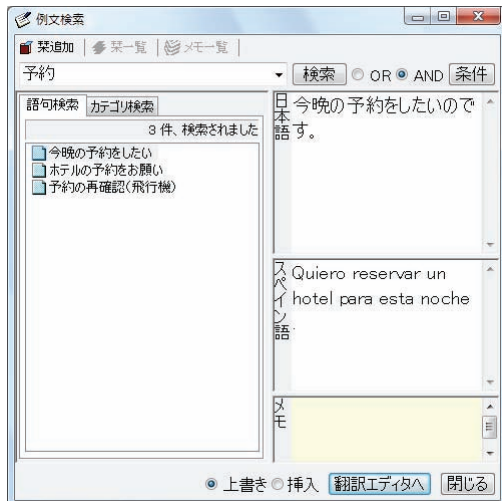 例文検索
栞追加 栞一覧 メモ一覧
予約 検索 OR AND 条件
語句検索 カテゴリ検索
3 件、検索されました
今晩の予約をしたい
ホテルの予約をお願い
予約の再確認(飛行機)
日本語
今晩の予約をしたいので
す。
スペイン語
Quiero reservar un
hotel para esta noche
.
メモ
上書き 挿入 翻訳エディタへ 閉じる